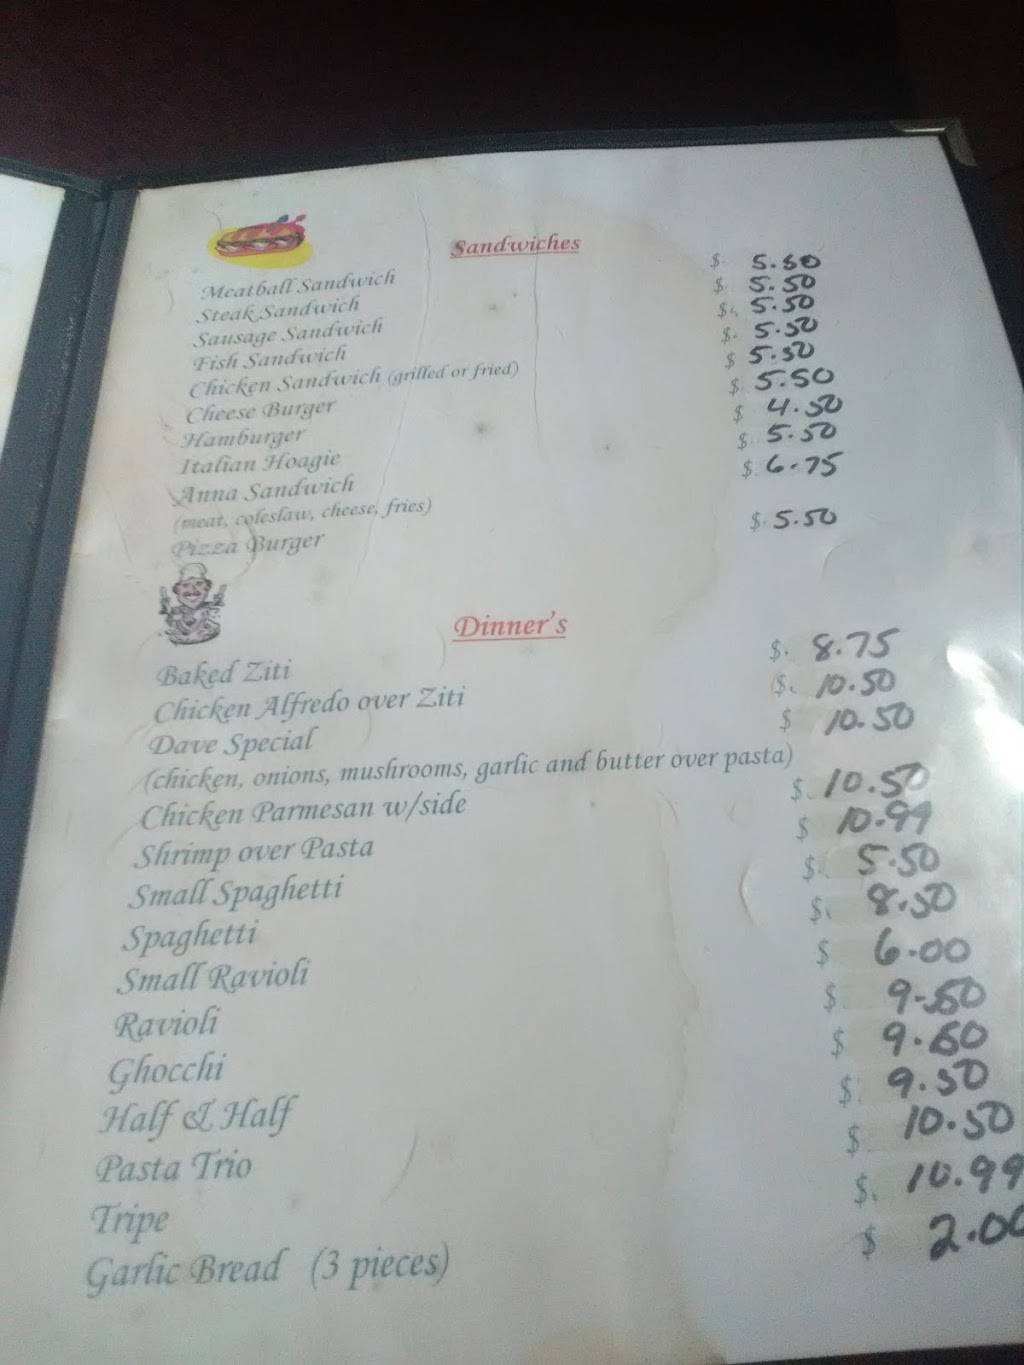 Sandwiches
Meatball Sandwich $ 5.50
Steak Sandwich $ 5.50
Sausage Sandwich $ 5.50
Fish Sandwich $ 5.50
Chicken Sandwich (grilled or fried) $ 5.50
Cheese Burger $ 5.50
Hamburger $ 4.50
Italian Hoagie $ 5.50
Anna Sandwich $ 6.75
(meat, coleslaw, cheese, fries)
Pizza Burger $ 5.50
Dinner's
Baked Ziti $ 8.75
Chicken Alfredo over Ziti $ 10.50
Dave Special $ 10.50
(chicken, onions, mushrooms, garlic and butter over pasta)
Chicken Parmesan w/side $ 10.50
Shrimp over Pasta $ 10.99
Small Spaghetti $ 5.50
Spaghetti $ 8.50
Small Ravioli $ 6.00
Ravioli $ 9.50
Ghocchi $ 9.50
Half & Half $ 9.50
Pasta Trio $ 10.50
Tripe $ 10.99
Garlic Bread (3 pieces) $ 2.00